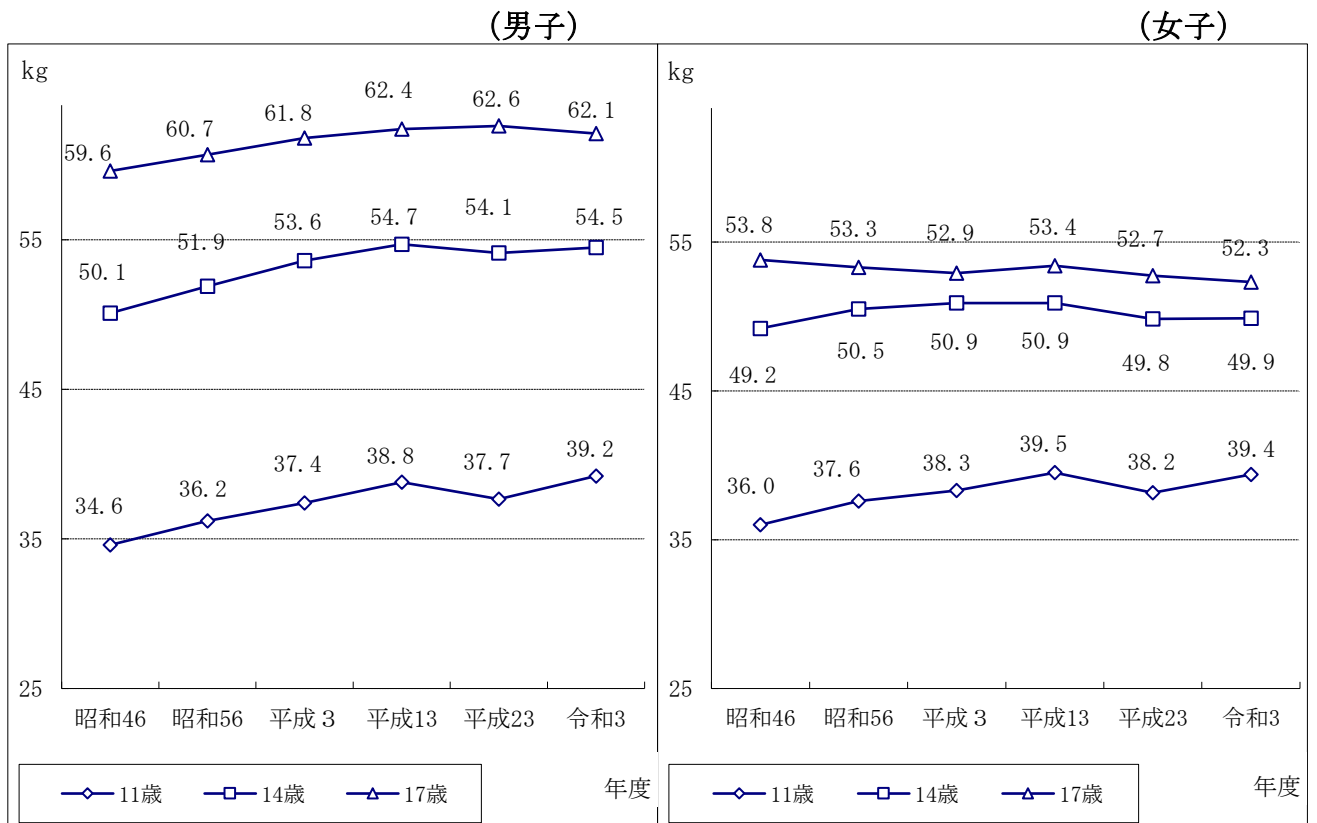 (男子)
kg
59.6 60.7 61.8 62.4 62.6 62.1
55
50.1 51.9 53.6 54.7 54.1 54.5
45
34.6 36.2 37.4 38.8 37.7 39.2
35
25
昭和46 昭和56 平成３ 平成13 平成23 令和3
年度
11歳 14歳 17歳
(女子)
kg
53.8 53.3 52.9 53.4 52.7 52.3
55
49.2 50.5 50.9 50.9 49.8 49.9
45
36.0 37.6 38.3 39.5 38.2 39.4
35
25
昭和46 昭和56 平成３ 平成13 平成23 令和3
年度
11歳 14歳 17歳